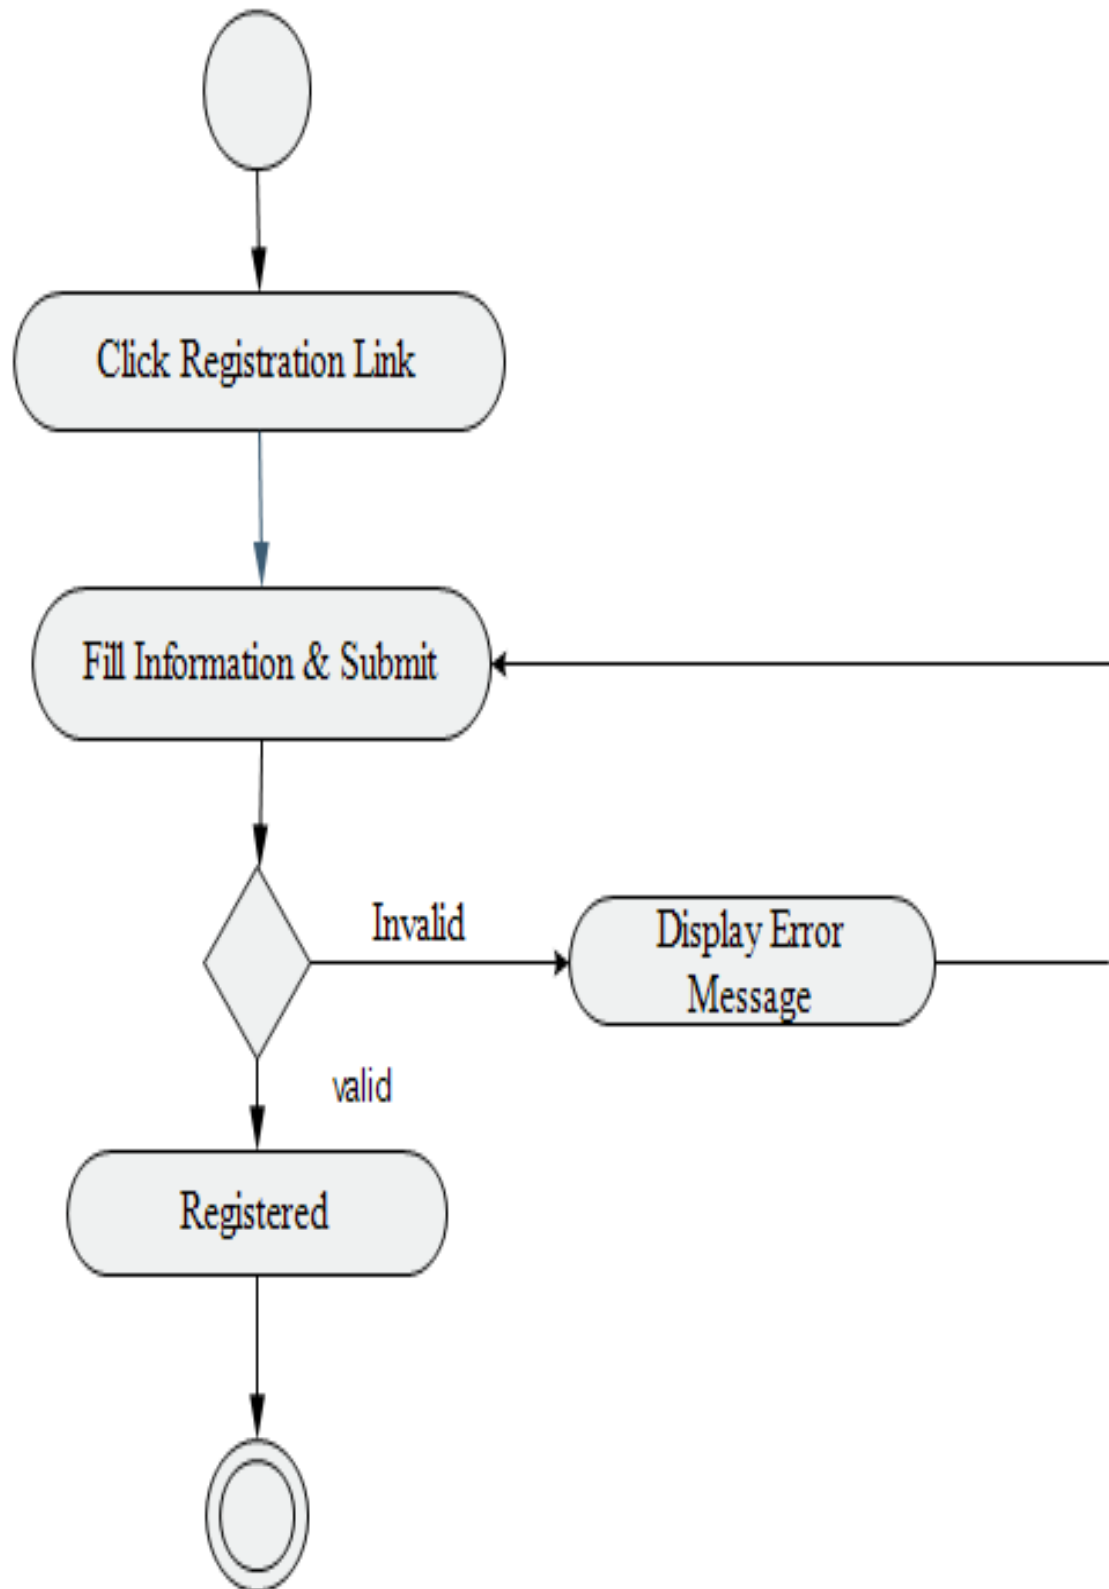 Click Registration Link
Fill Information & Submit
Invalid
Display Error
Message
valid
Registered